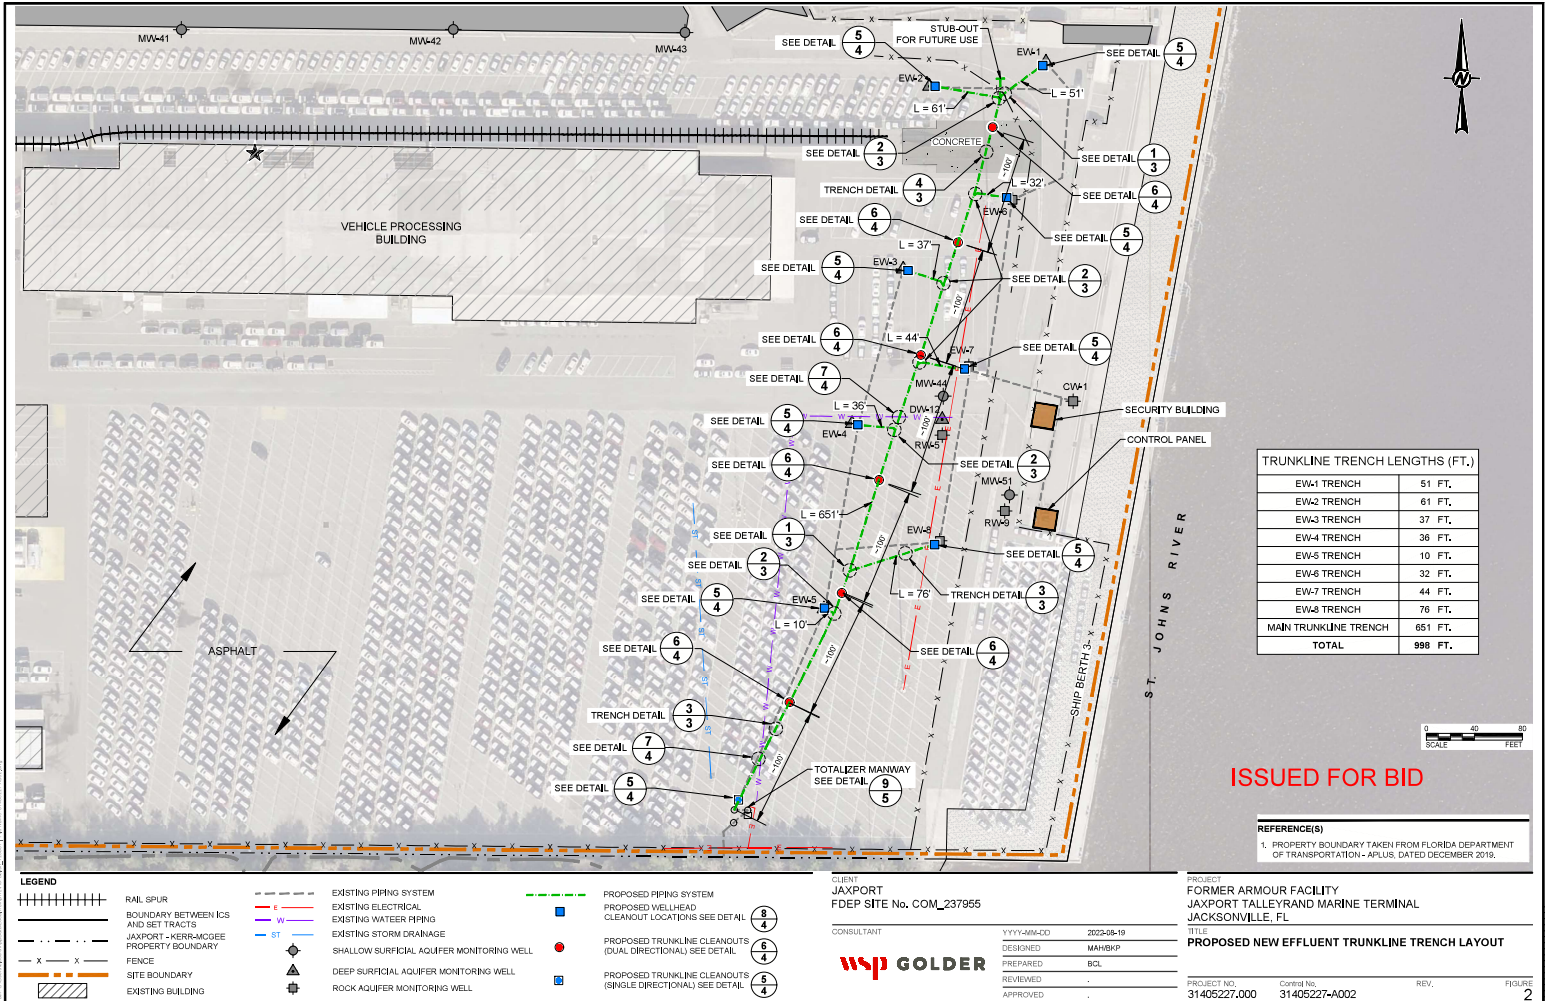 MW-41
MW-42
MW-43
SEE DETAIL 5/4
STUB-OUT
FOR FUTURE USE
EW-1
SEE DETAIL 5/4
EW-2
L = 61'
L = 51'
CONCRETE
SEE DETAIL 2/3
SEE DETAIL 1/3
~100'
TRENCH DETAIL 4/3
L = 32'
SEE DETAIL 6/4
EW-6
SEE DETAIL 6/4
SEE DETAIL 5/4
VEHICLE PROCESSING
BUILDING
L = 37'
EW-3
SEE DETAIL 5/4
SEE DETAIL 2/3
~100'
SEE DETAIL 6/4
L = 44'
EW-7
SEE DETAIL 5/4
SEE DETAIL 7/4
MW-44
CW-1
L = 36'
DW-12
SECURITY BUILDING
SEE DETAIL 5/4
EW-4
~100'
RW-5
CONTROL PANEL
SEE DETAIL 6/4
SEE DETAIL 2/3
MW-51
L = 651'
RW-9
SEE DETAIL 1/3
EW-8
~100'
SEE DETAIL 5/4
SEE DETAIL 2/3
SEE DETAIL 5/4
EW-5
L = 76'
TRENCH DETAIL 3/3
L = 10'
SEE DETAIL 6/4
~100'
SEE DETAIL 6/4
ASPHALT
TRENCH DETAIL 3/3
SEE DETAIL 7/4
~100'
TOTALIZER MANWAY
SEE DETAIL 9/5
SEE DETAIL 5/4
SHIP BERTH 3
ST. JOHNS RIVER
N
TRUNKLINE TRENCH LENGTHS (FT.)
EW-1 TRENCH 51 FT.
EW-2 TRENCH 61 FT.
EW-3 TRENCH 37 FT.
EW-4 TRENCH 36 FT.
EW-5 TRENCH 10 FT.
EW-6 TRENCH 32 FT.
EW-7 TRENCH 44 FT.
EW-8 TRENCH 76 FT.
MAIN TRUNKLINE TRENCH 651 FT.
TOTAL 998 FT.
0 40 80
SCALE FEET
ISSUED FOR BID
REFERENCE(S)
1. PROPERTY BOUNDARY TAKEN FROM FLORIDA DEPARTMENT
OF TRANSPORTATION - APLUS, DATED DECEMBER 2019.
LEGEND
RAIL SPUR
BOUNDARY BETWEEN ICS
AND SET TRACTS
JAXPORT - KERR-MCGEE
PROPERTY BOUNDARY
X X FENCE
SITE BOUNDARY
EXISTING BUILDING
EXISTING PIPING SYSTEM
E EXISTING ELECTRICAL
W EXISTING WATEER PIPING
ST EXISTING STORM DRAINAGE
SHALLOW SURFICIAL AQUIFER MONITORING WELL
DEEP SURFICIAL AQUIFER MONITORING WELL
ROCK AQUIFER MONITORING WELL
PROPOSED PIPING SYSTEM
PROPOSED WELLHEAD
CLEANOUT LOCATIONS SEE DETAIL 8/4
PROPOSED TRUNKLINE CLEANOUTS
(DUAL DIRECTIONAL) SEE DETAIL 6/4
PROPOSED TRUNKLINE CLEANOUTS
(SINGLE DIRECTIONAL) SEE DETAIL 5/4
CLIENT
JAXPORT
FDEP SITE No. COM_237955
CONSULTANT
wsp GOLDER
YYYY-MM-DD 2022-08-19
DESIGNED MAH/BKP
PREPARED BCL
REVIEWED .
APPROVED .
PROJECT
FORMER ARMOUR FACILITY
JAXPORT TALLEYRAND MARINE TERMINAL
JACKSONVILLE, FL
TITLE
PROPOSED NEW EFFLUENT TRUNKLINE TRENCH LAYOUT
PROJECT NO. Control No. REV. FIGURE
31405227.000 31405227-A002 2